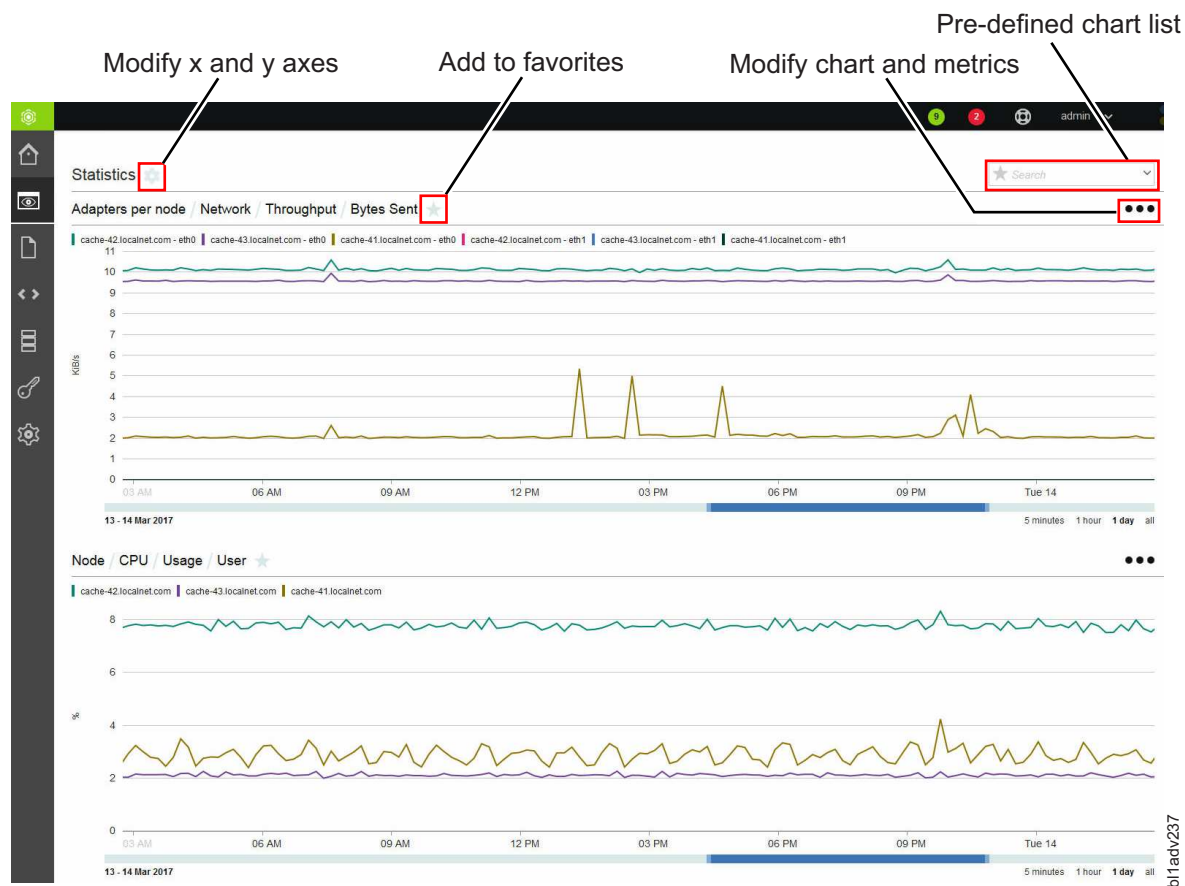 Pre-defined chart list
Modify x and y axes
Add to favorites
Modify chart and metrics
9
2
admin
Statistics
Search
Adapters per node / Network / Throughput / Bytes Sent
cache-42.localnet.com - eth0 cache-43.localnet.com - eth0 cache-41.localnet.com - eth0 cache-42.localnet.com - eth1 cache-43.localnet.com - eth1 cache-41.localnet.com - eth1
11
10
9
8
7
6
KiB/s
5
4
3
2
1
0
03 AM 06 AM 09 AM 12 PM 03 PM 06 PM 09 PM Tue 14
13 - 14 Mar 2017 5 minutes 1 hour 1 day all
Node / CPU / Usage / User
cache-42.localnet.com cache-43.localnet.com cache-41.localnet.com
8
6
%
4
2
0
03 AM 06 AM 09 AM 12 PM 03 PM 06 PM 09 PM Tue 14
13 - 14 Mar 2017 5 minutes 1 hour 1 day all
bl1adv237